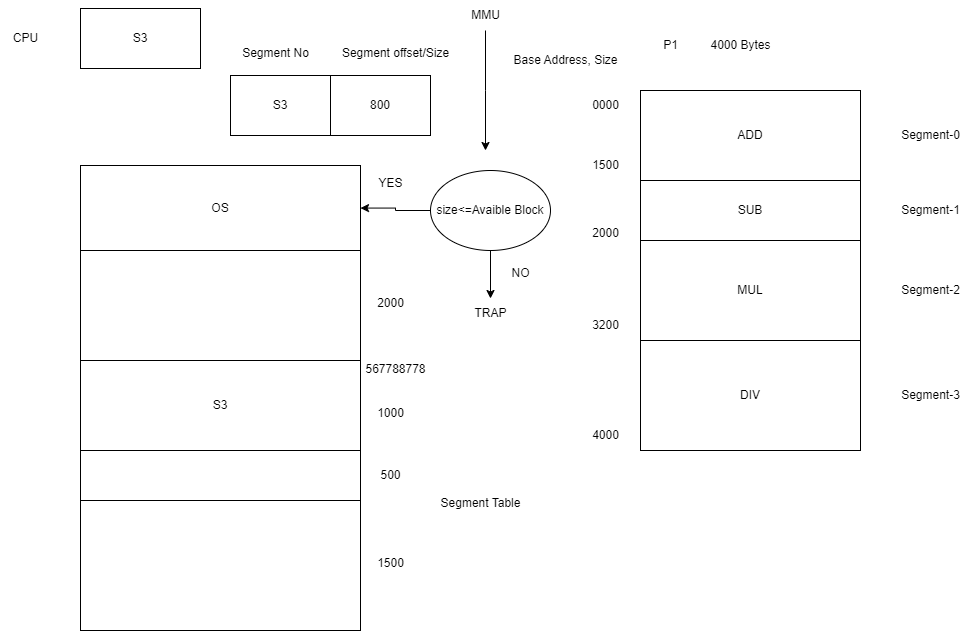 MMU
CPU
S3
Segment No
Segment offset/Size
Base Address, Size
P1
4000 Bytes
S3
800
0000
ADD
Segment-0
1500
YES
OS
size<=Avaible Block
SUB
Segment-1
2000
NO
TRAP
MUL
Segment-2
2000
3200
567788778
S3
1000
DIV
Segment-3
4000
500
Segment Table
1500